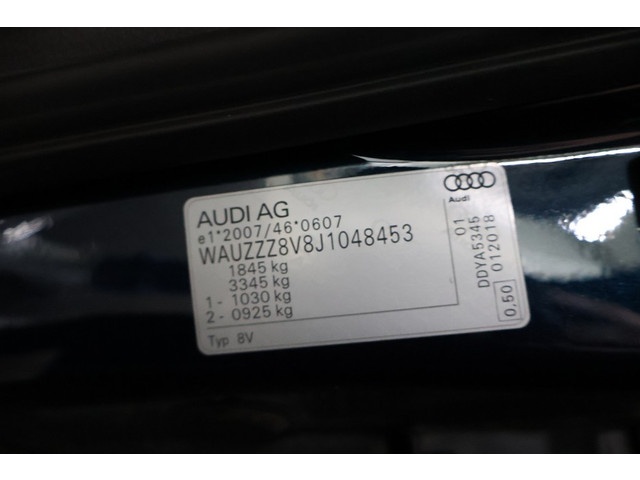 AUDI AG
e1*2007/46*0607
WAUZZZ8V8J1048453
1845 kg
3345 kg
1- 1030 kg
2- 0925 kg
Typ 8V
Audi
01
DDYA5345
012018
0,50